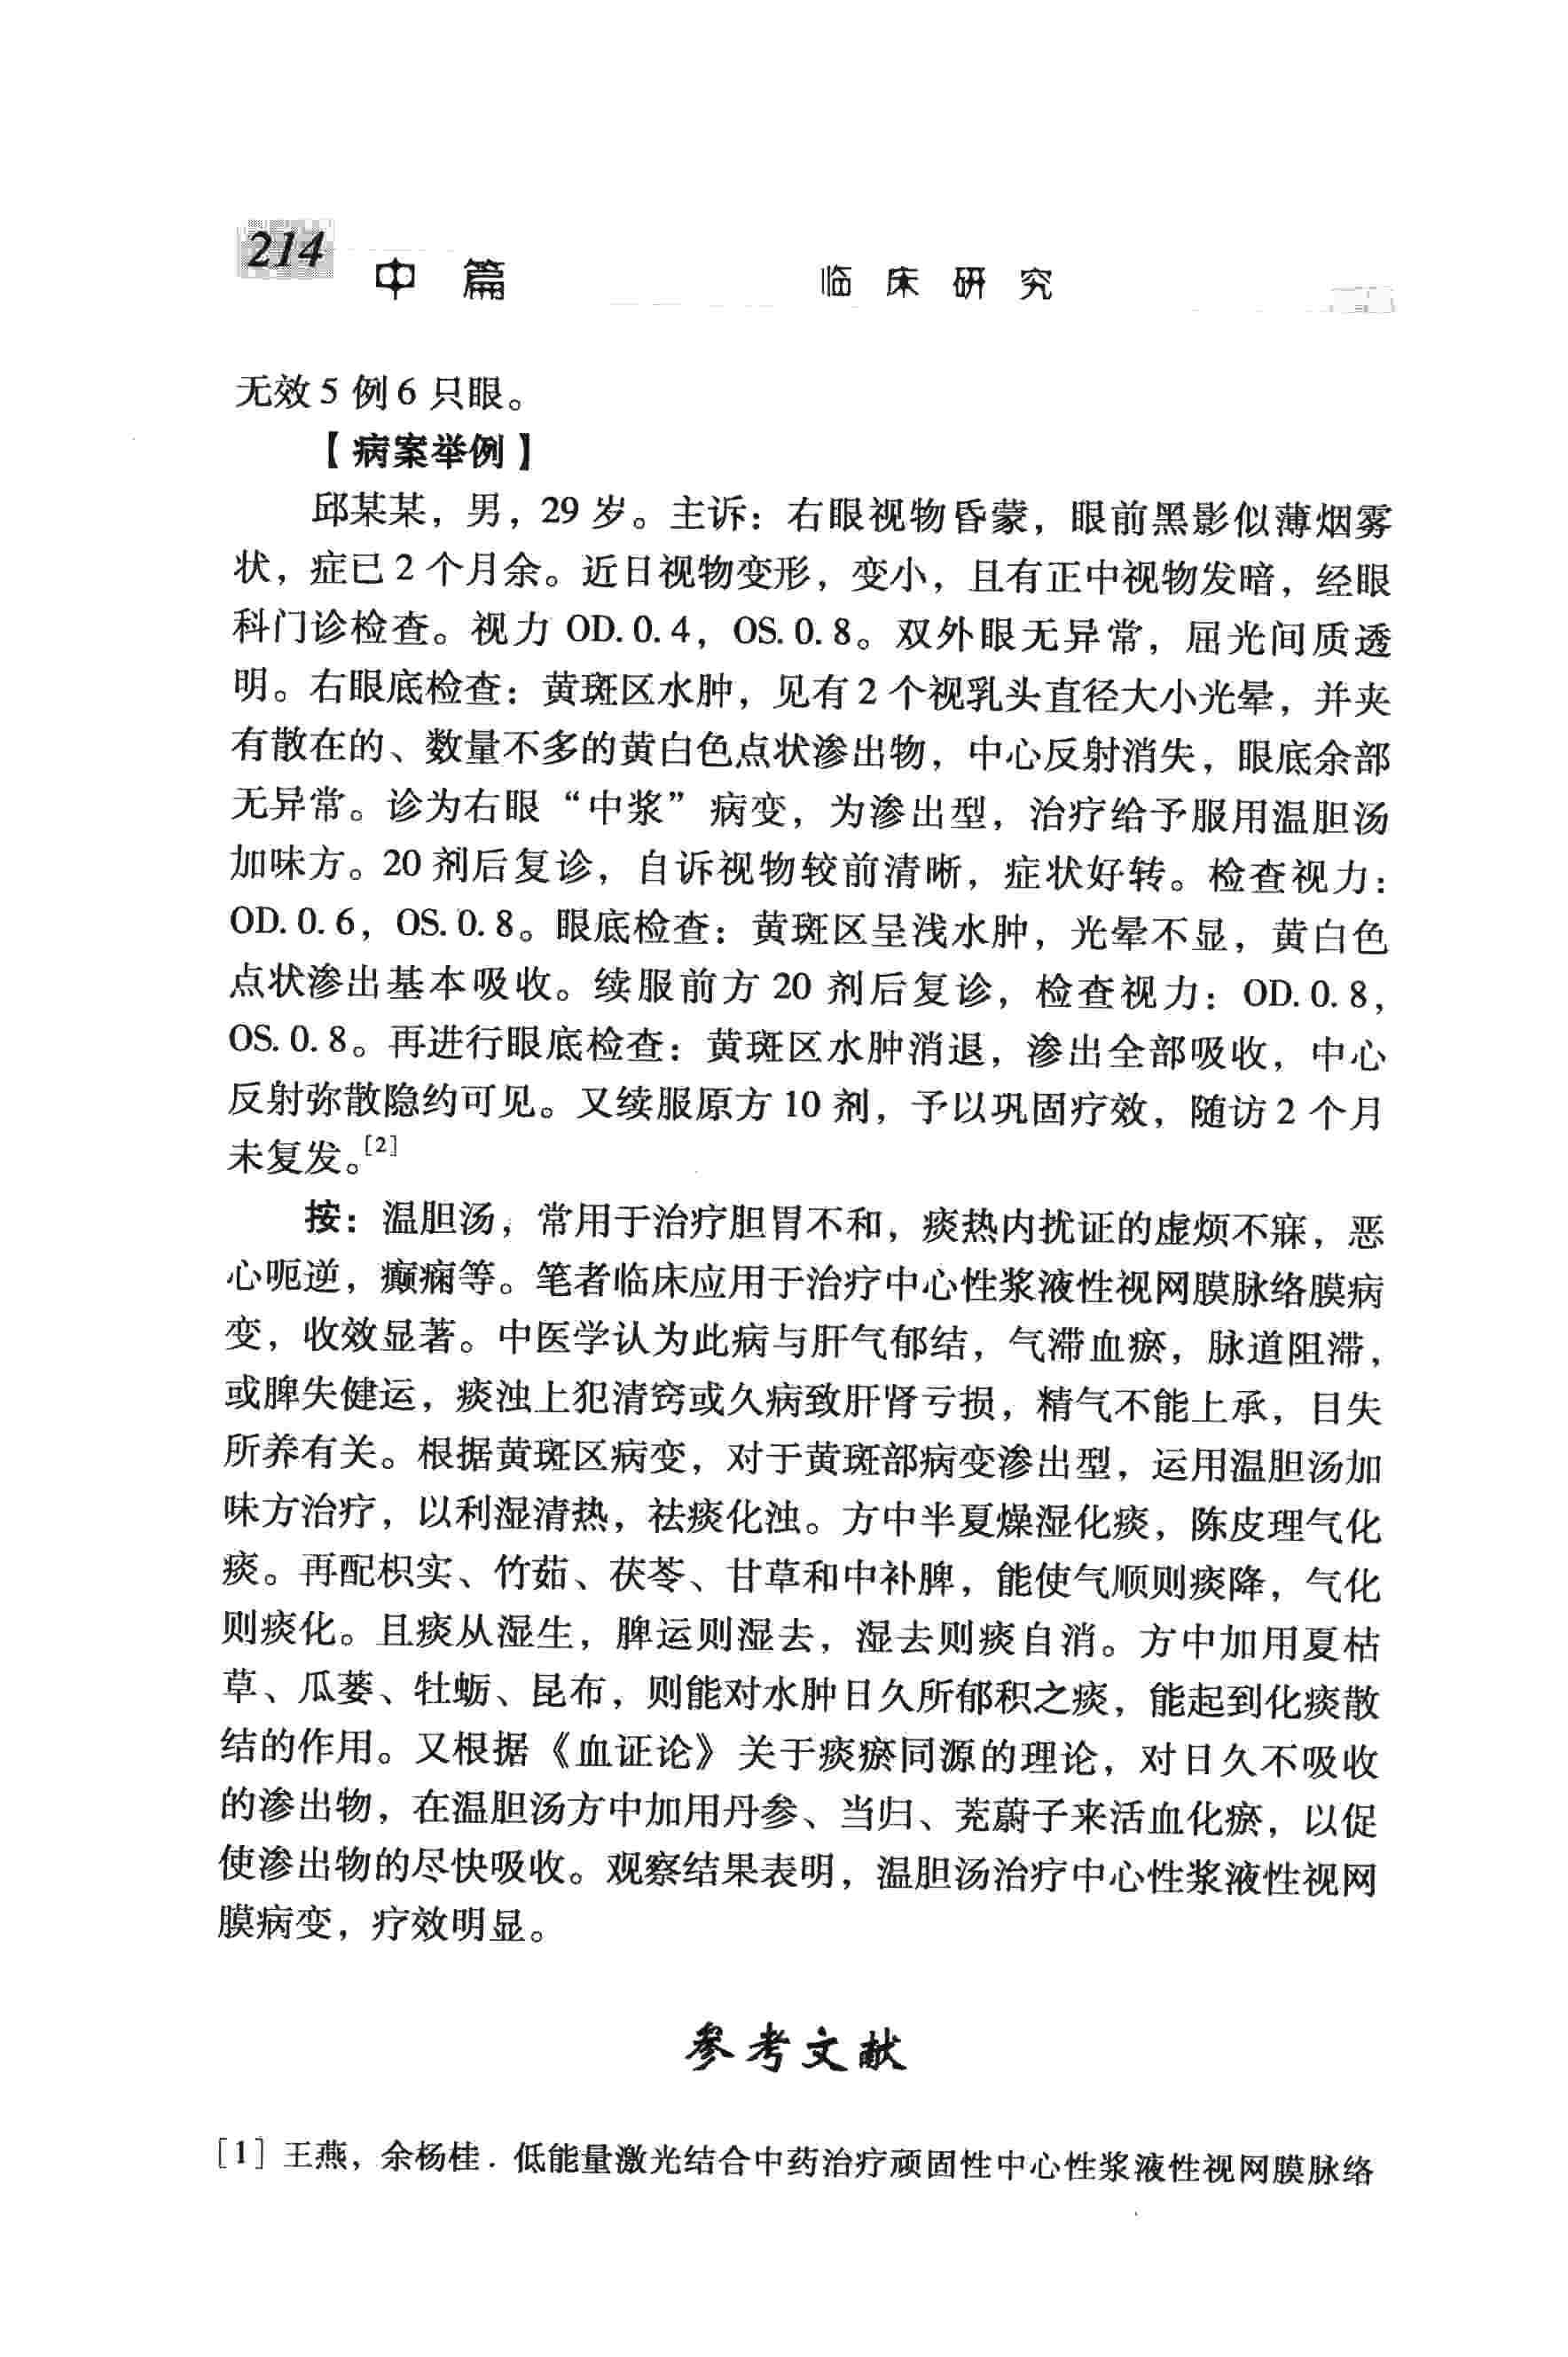 214
中 篇 临 床 研 究
无效 5 例 6 只眼。
【病案举例】
邱某某，男，29 岁。主诉：右眼视物昏蒙，眼前黑影似薄烟雾
状，症已 2 个月余。近日视物变形，变小，且有正中视物发暗，经眼
科门诊检查。视力 OD. 0. 4，OS. 0. 8。双外眼无异常，屈光间质透
明。右眼底检查：黄斑区水肿，见有 2 个视乳头直径大小光晕，并夹
有散在的、数量不多的黄白色点状渗出物，中心反射消失，眼底余部
无异常。诊为右眼“中浆”病变，为渗出型，治疗给予服用温胆汤
加味方。20 剂后复诊，自诉视物较前清晰，症状好转。检查视力：
OD. 0. 6，OS. 0. 8。眼底检查：黄斑区呈浅水肿，光晕不显，黄白色
点状渗出基本吸收。续服前方 20 剂后复诊，检查视力：OD. 0. 8，
OS. 0. 8。再进行眼底检查：黄斑区水肿消退，渗出全部吸收，中心
反射弥散隐约可见。又续服原方 10 剂，予以巩固疗效，随访 2 个月
未复发。[2]
按：温胆汤，常用于治疗胆胃不和，痰热内扰证的虚烦不寐，恶
心呃逆，癫痫等。笔者临床应用于治疗中心性浆液性视网膜脉络膜病
变，收效显著。中医学认为此病与肝气郁结，气滞血瘀，脉道阻滞，
或脾失健运，痰浊上犯清窍或久病致肝肾亏损，精气不能上承，目失
所养有关。根据黄斑区病变，对于黄斑部病变渗出型，运用温胆汤加
味方治疗，以利湿清热，祛痰化浊。方中半夏燥湿化痰，陈皮理气化
痰。再配枳实、竹茹、茯苓、甘草和中补脾，能使气顺则痰降，气化
则痰化。且痰从湿生，脾运则湿去，湿去则痰自消。方中加用夏枯
草、瓜蒌、牡蛎、昆布，则能对水肿日久所郁积之痰，能起到化痰散
结的作用。又根据《血证论》关于痰瘀同源的理论，对日久不吸收
的渗出物，在温胆汤方中加用丹参、当归、茺蔚子来活血化瘀，以促
使渗出物的尽快吸收。观察结果表明，温胆汤治疗中心性浆液性视网
膜病变，疗效明显。
参考文献
[1] 王燕，余杨桂．低能量激光结合中药治疗顽固性中心性浆液性视网膜脉络